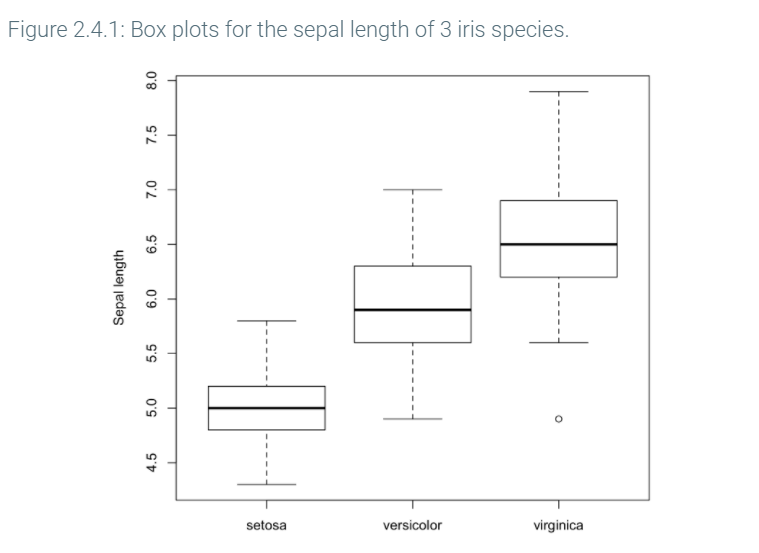 Figure 2.4.1: Box plots for the sepal length of 3 iris species.
8.0
7.5
7.0
6.5
6.0
5.5
5.0
4.5
Sepal length
setosa versicolor virginica